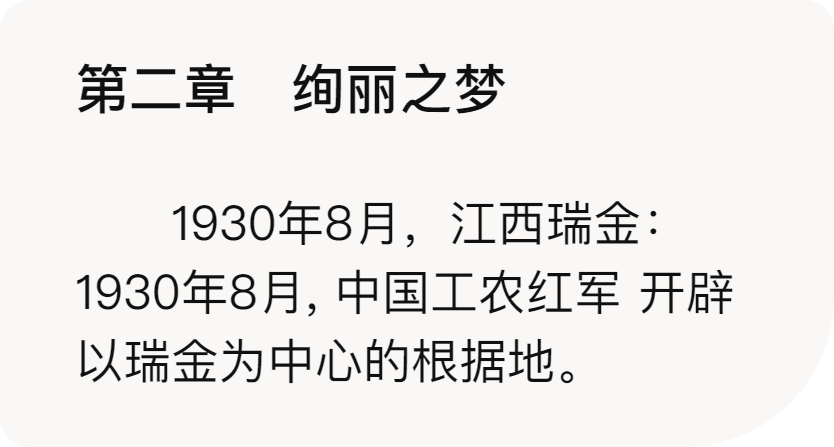 第二章　绚丽之梦
1930年8月，江西瑞金：
1930年8月, 中国工农红军 开辟
以瑞金为中心的根据地。